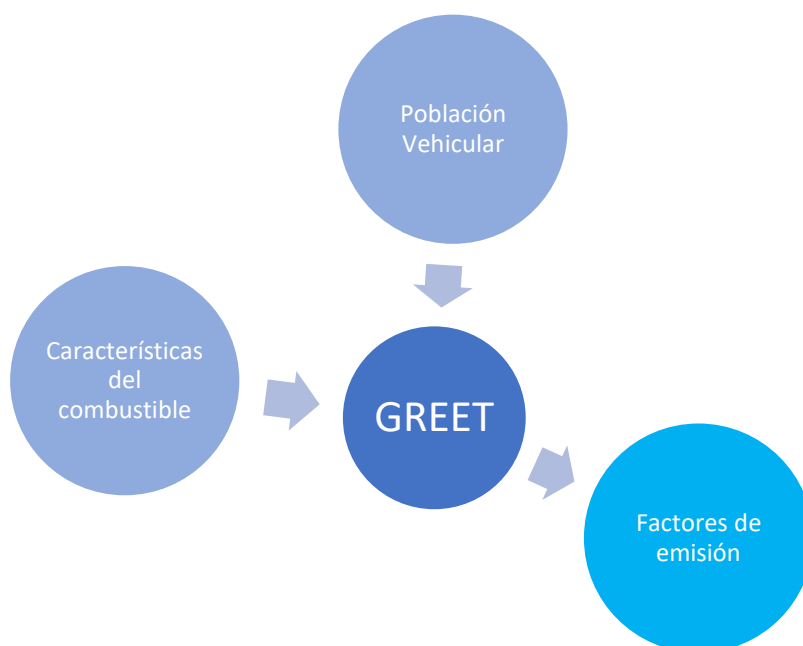 Población
Vehicular
Características
del
combustible
GREET
Factores de
emisión